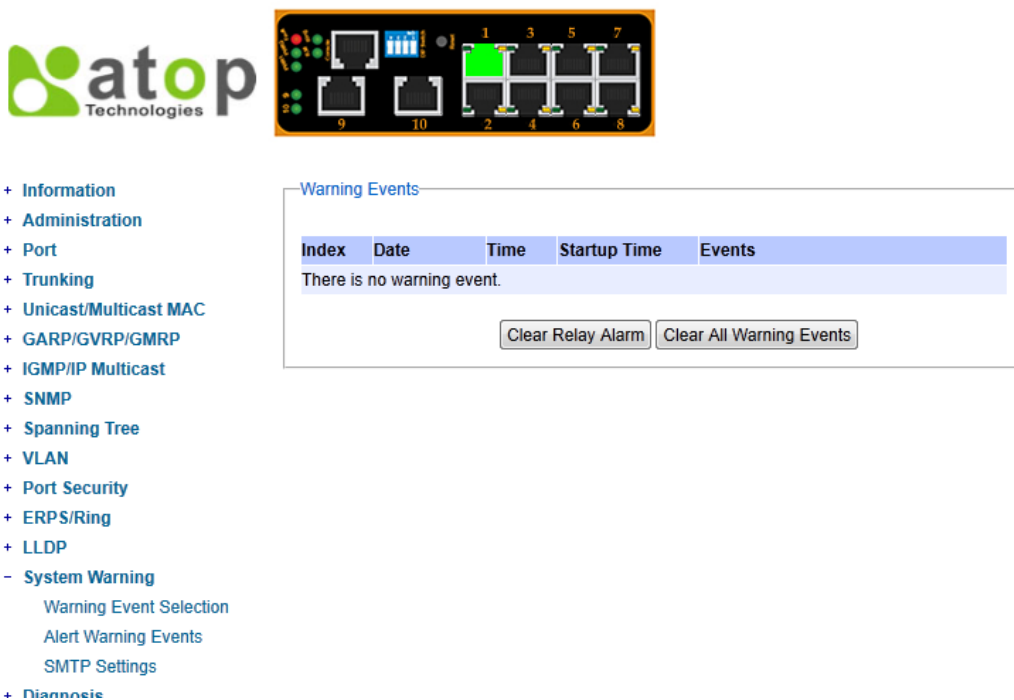 atop
Technologies
1 3 5 7
9 10 2 4 6 8
Information
Administration
Port
Trunking
Unicast/Multicast MAC
GARP/GVRP/GMRP
IGMP/IP Multicast
SNMP
Spanning Tree
VLAN
Port Security
ERPS/Ring
LLDP
System Warning
Warning Event Selection
Alert Warning Events
SMTP Settings
Diagnosis
Warning Events
Index Date Time Startup Time Events
There is no warning event.
Clear Relay Alarm Clear All Warning Events